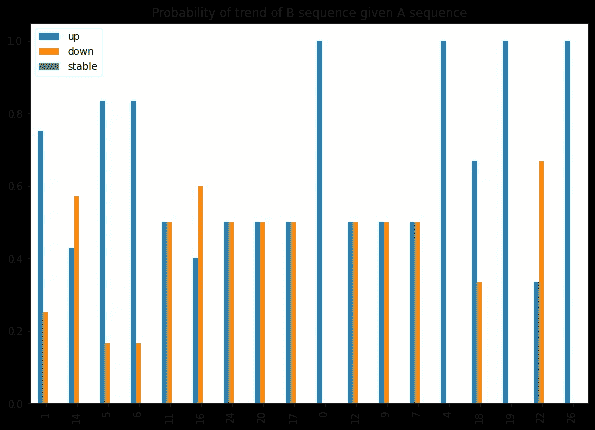 Probability of trend of B sequence given A sequence
up
down
stable
1.0
0.8
0.6
0.4
0.2
0.0
1 14 5 6 11 16 24 20 17 0 12 9 7 4 18 19 22 26